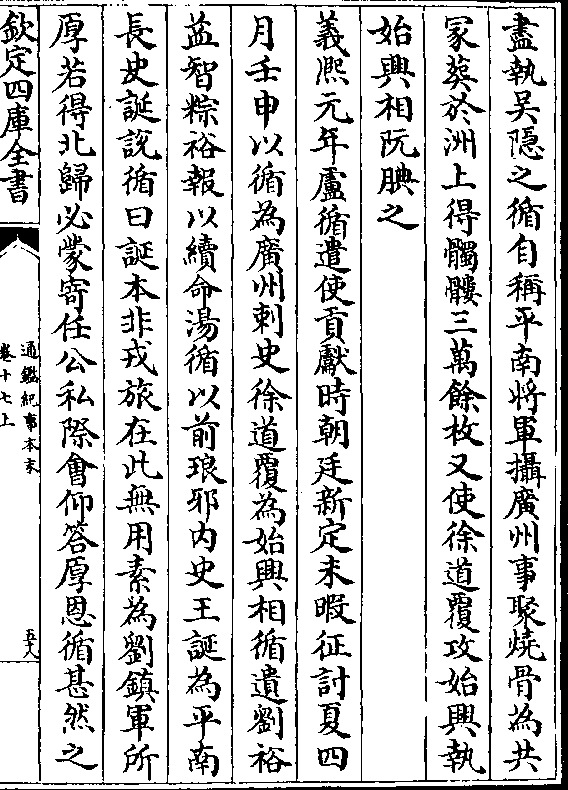 盡執吳隱之循自稱平南將軍攝廣州事聚燒骨為共
冢葬於洲上得髑髏三萬餘枚又使徐道覆攻始興執
始興相阮腆之
義熙元年盧循遣使貢獻時朝廷新定未暇征討夏四
月壬申以循為廣州刺史徐道覆為始興相循遺劉裕
益智粽裕報以續命湯循以前琅邪內史王誕為平南
長史誕說循曰誕本非戎旅在此無用素為劉鎮軍所
厚若得北歸必蒙寄任公私際會仰答厚恩循甚然之
欽定四庫全書
通鑑紀事本末
卷十七上
五八